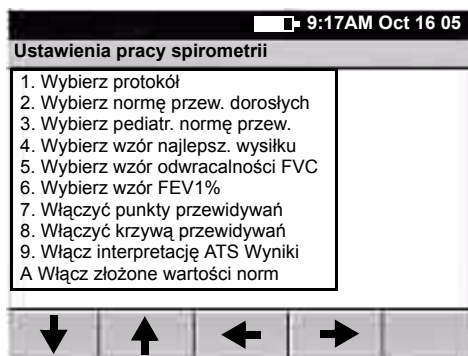 9:17AM Oct 16 05
Ustawienia pracy spirometrii
1. Wybierz protokół
2. Wybierz normę przew. dorosłych
3. Wybierz pediatr. normę przew.
4. Wybierz wzór najlepsz. wysiłku
5. Wybierz wzór odwracalności FVC
6. Wybierz wzór FEV1%
7. Włączyć punkty przewidywań
8. Włączyć krzywą przewidywań
9. Włącz interpretację ATS Wyniki
A Włącz złożone wartości norm